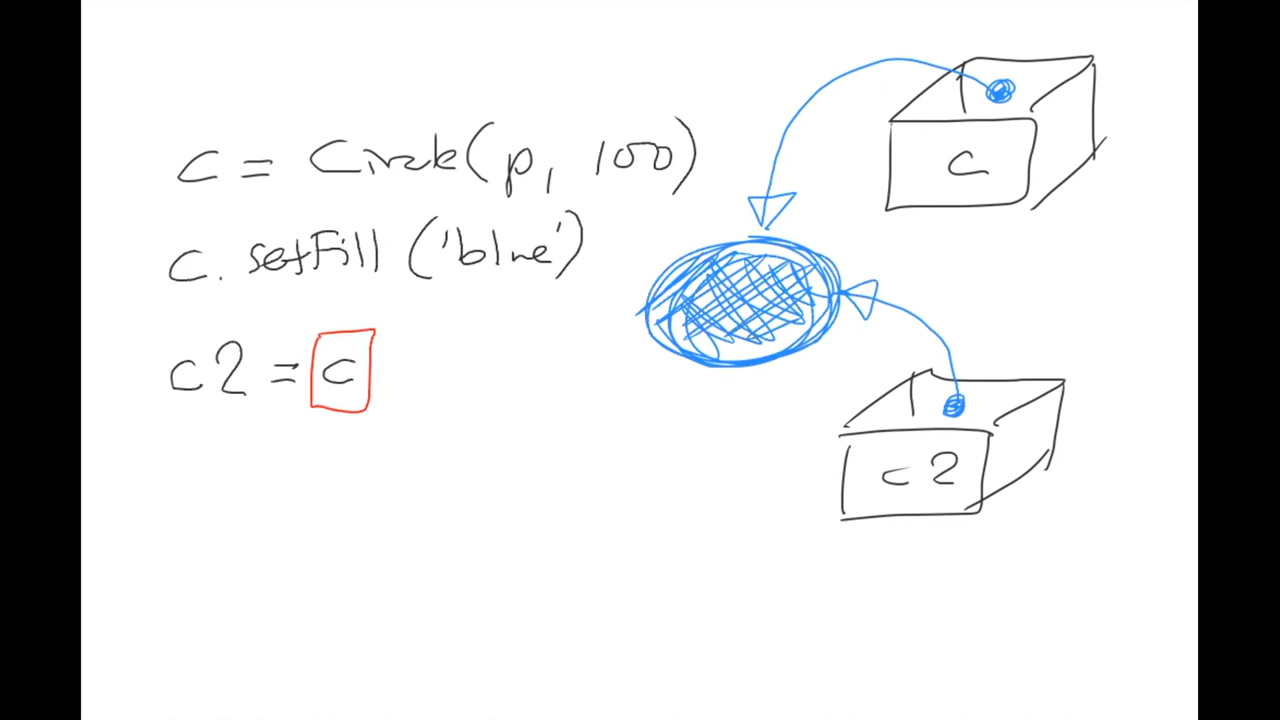 c = Circle(p, 100)
c. setFill ('blue')
c2 = c
c
c2